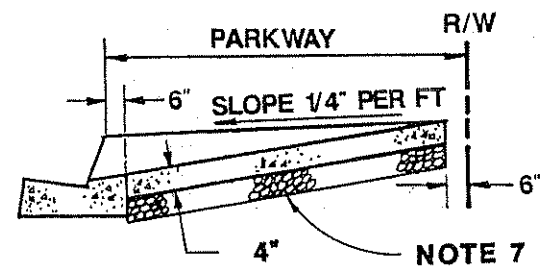 R/W
PARKWAY
6"
SLOPE 1/4" PER FT
6"
4"
NOTE 7